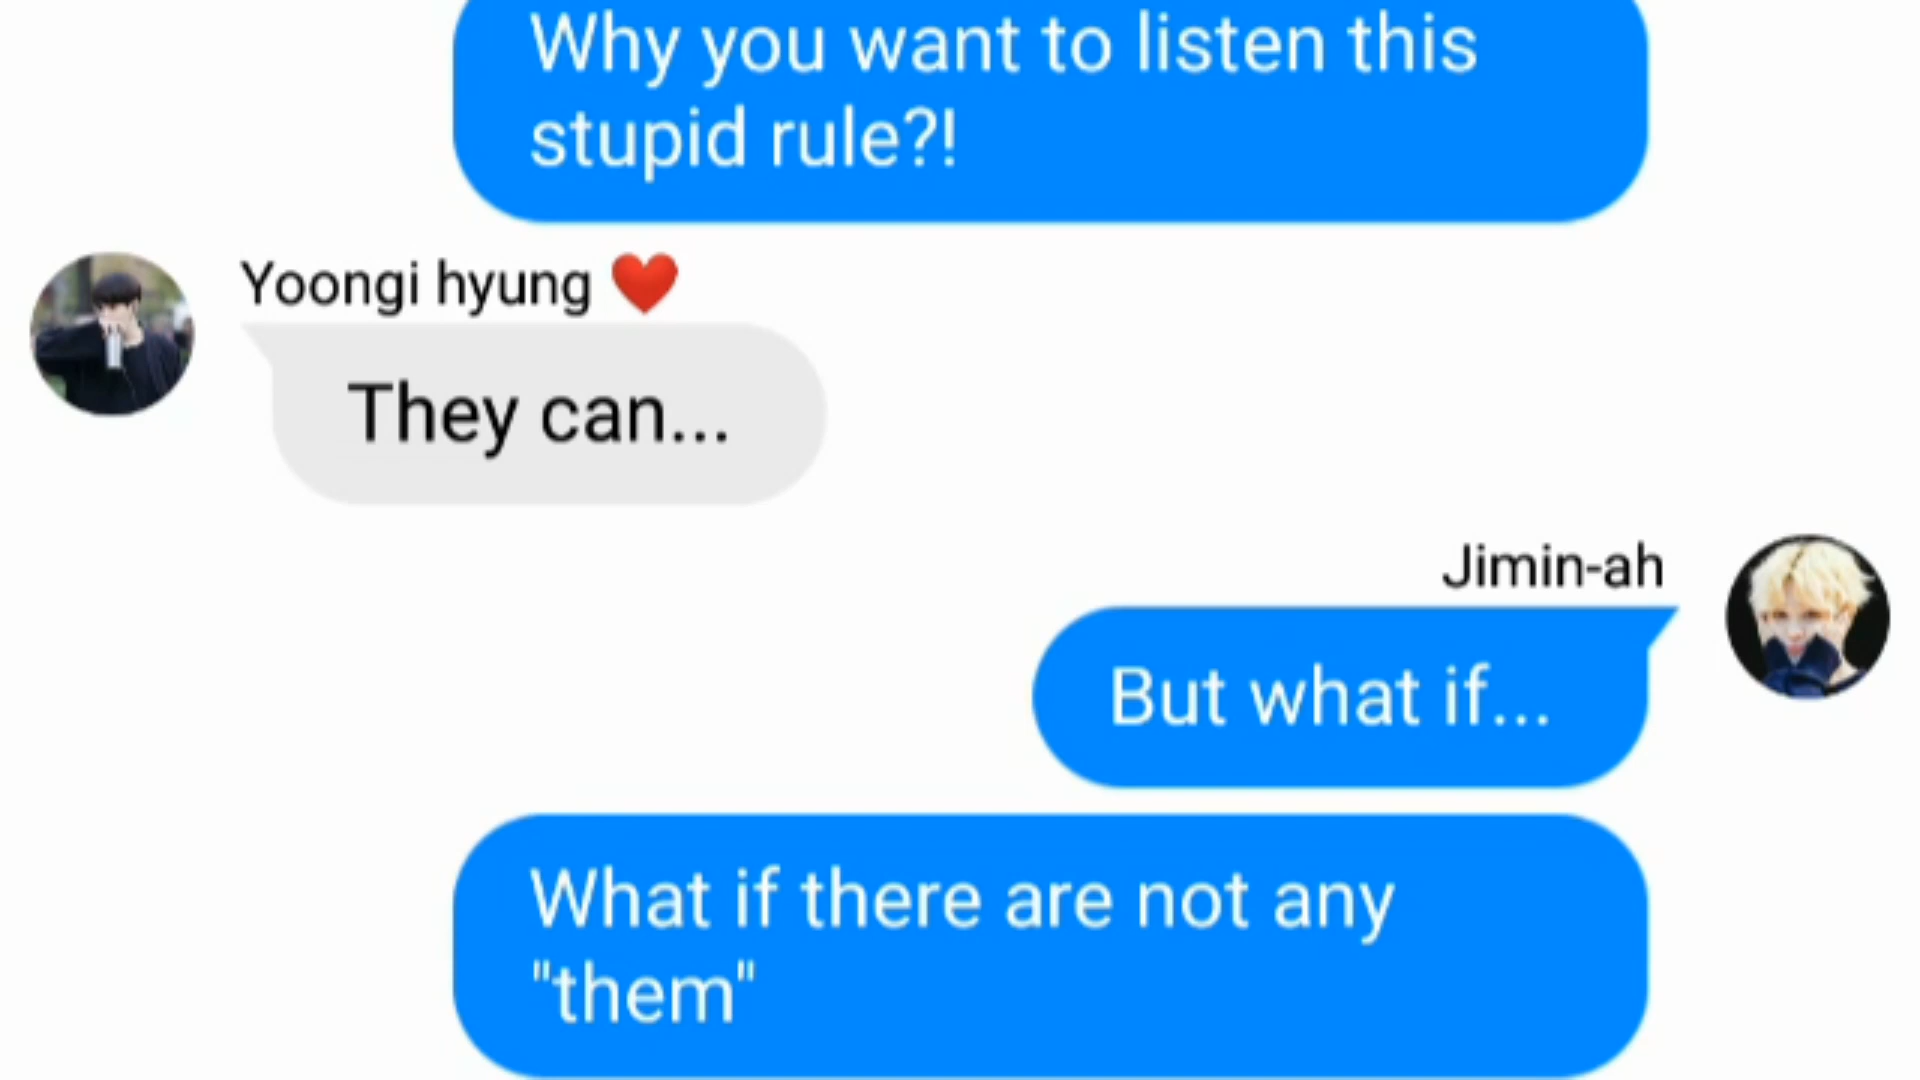 Why you want to listen this
stupid rule?!
Yoongi hyung ❤️
They can...
Jimin-ah
But what if...
What if there are not any
"them"